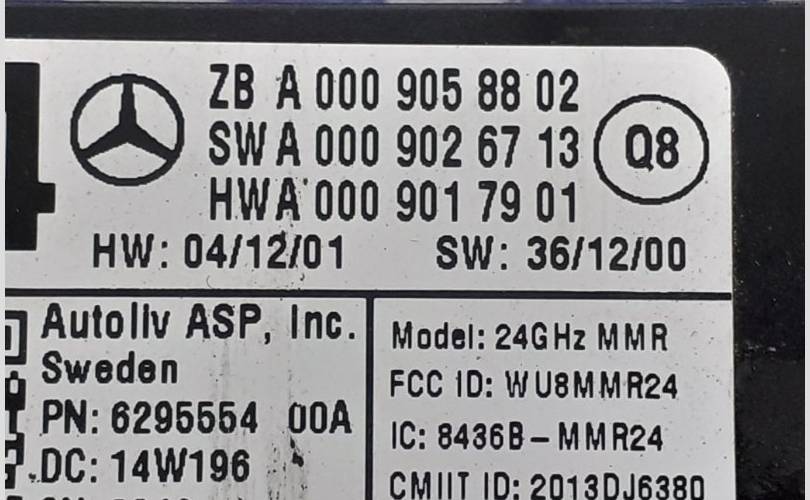 ZB A 000 905 88 02
SW A 000 902 67 13
Q8
HWA 000 901 79 01
HW: 04/12/01 SW: 36/12/00
Autoliv ASP, Inc.
Sweden
PN: 6295554 00A
DC: 14W196
Model: 24GHz MMR
FCC ID: WU8MMR24
IC: 8436B-MMR24
CMIIT ID: 2013DJ6380